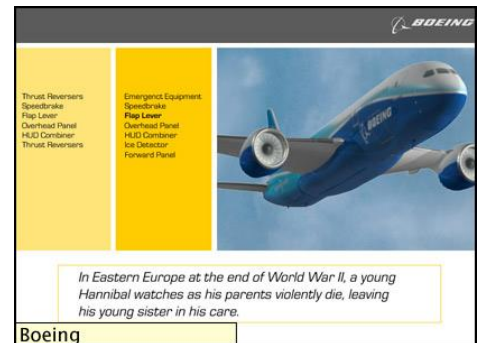 BOEING
Thrust Reversers
Speedbrake
Flap Lever
Overhead Panel
HUD Combiner
Thrust Reversers
Emergenct Equipment
Speedbrake
Flap Lever
Overhead Panel
HUD Combiner
Ice Detector
Forward Panel
BOEING
In Eastern Europe at the end of World War II, a young
Hannibal watches as his parents violently die, leaving
his young sister in his care.
Boeing